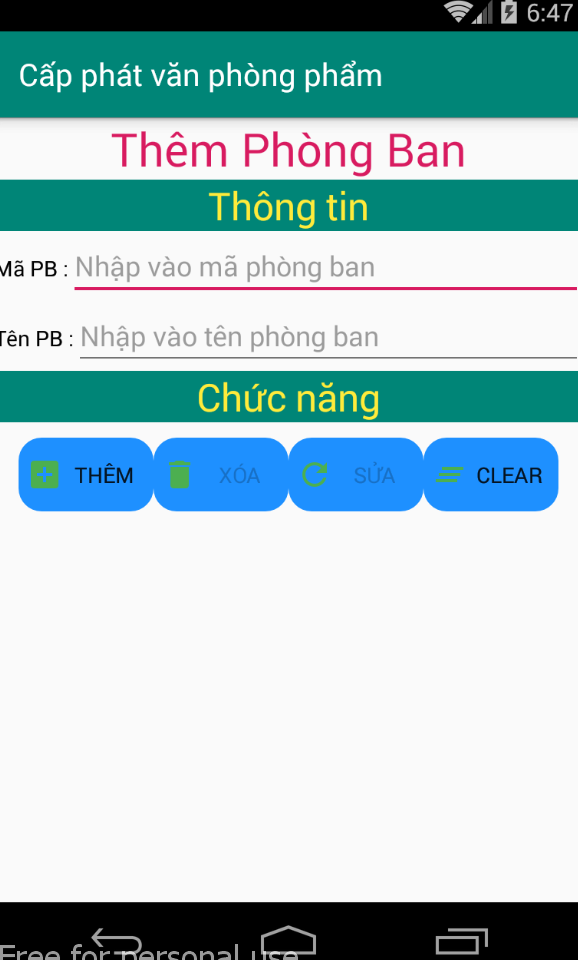 6:47
Cấp phát văn phòng phẩm
Thêm Phòng Ban
Thông tin
Mã PB : Nhập vào mã phòng ban
Tên PB : Nhập vào tên phòng ban
Chức năng
THÊM XÓA SỬA CLEAR
Free for personal use